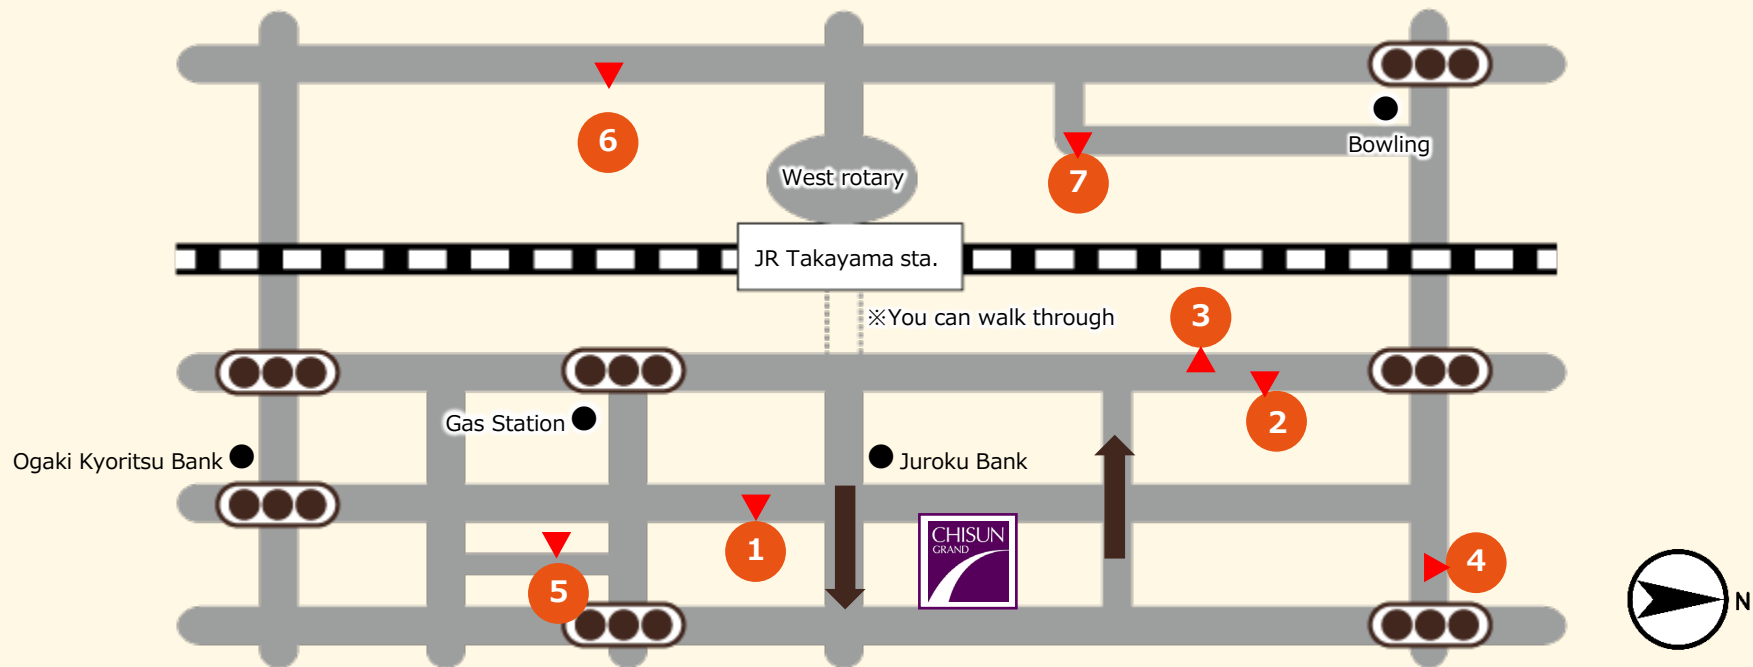 6
West rotary
7
Bowling
JR Takayama sta.
※You can walk through
3
Gas Station
2
Ogaki Kyoritsu Bank
Juroku Bank
1
CHISUN
GRAND
4
5
N